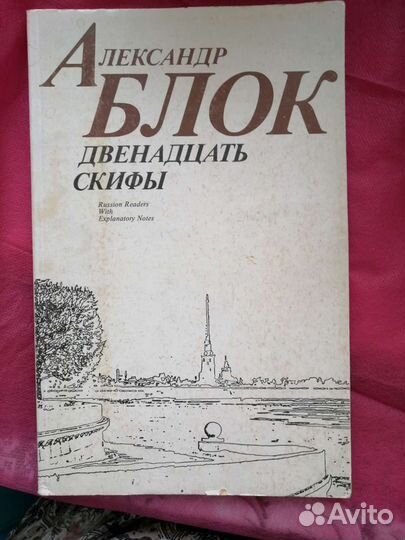 АЛЕКСАНДР
БЛОК
ДВЕНАДЦАТЬ
СКИФЫ
Russian Readers
With
Explanatory Notes
Avito